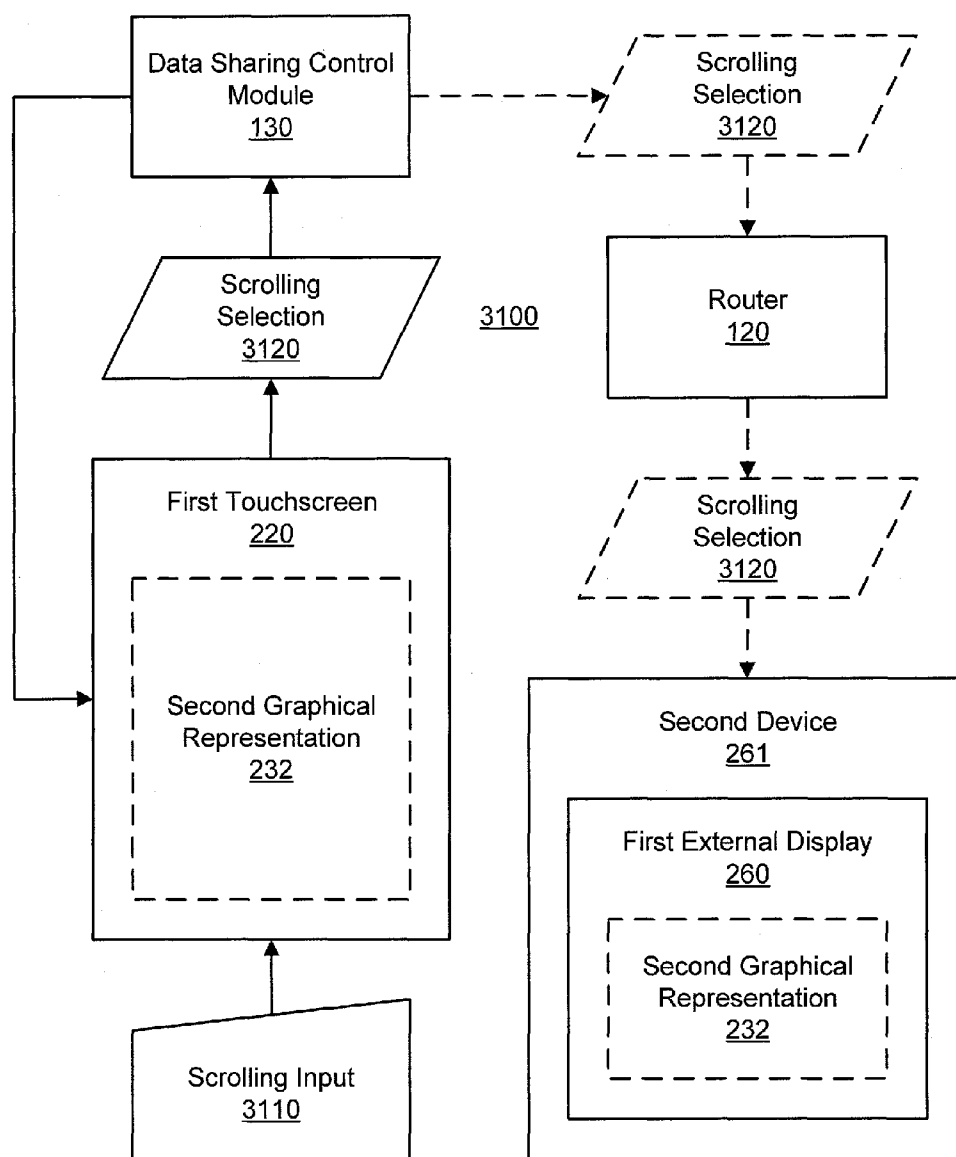 Data Sharing Control
Module
130
Scrolling
Selection
3120
Scrolling
Selection
3120
3100
Router
120
First Touchscreen
220
Second Graphical
Representation
232
Scrolling
Selection
3120
Second Device
261
First External Display
260
Second Graphical
Representation
232
Scrolling Input
3110